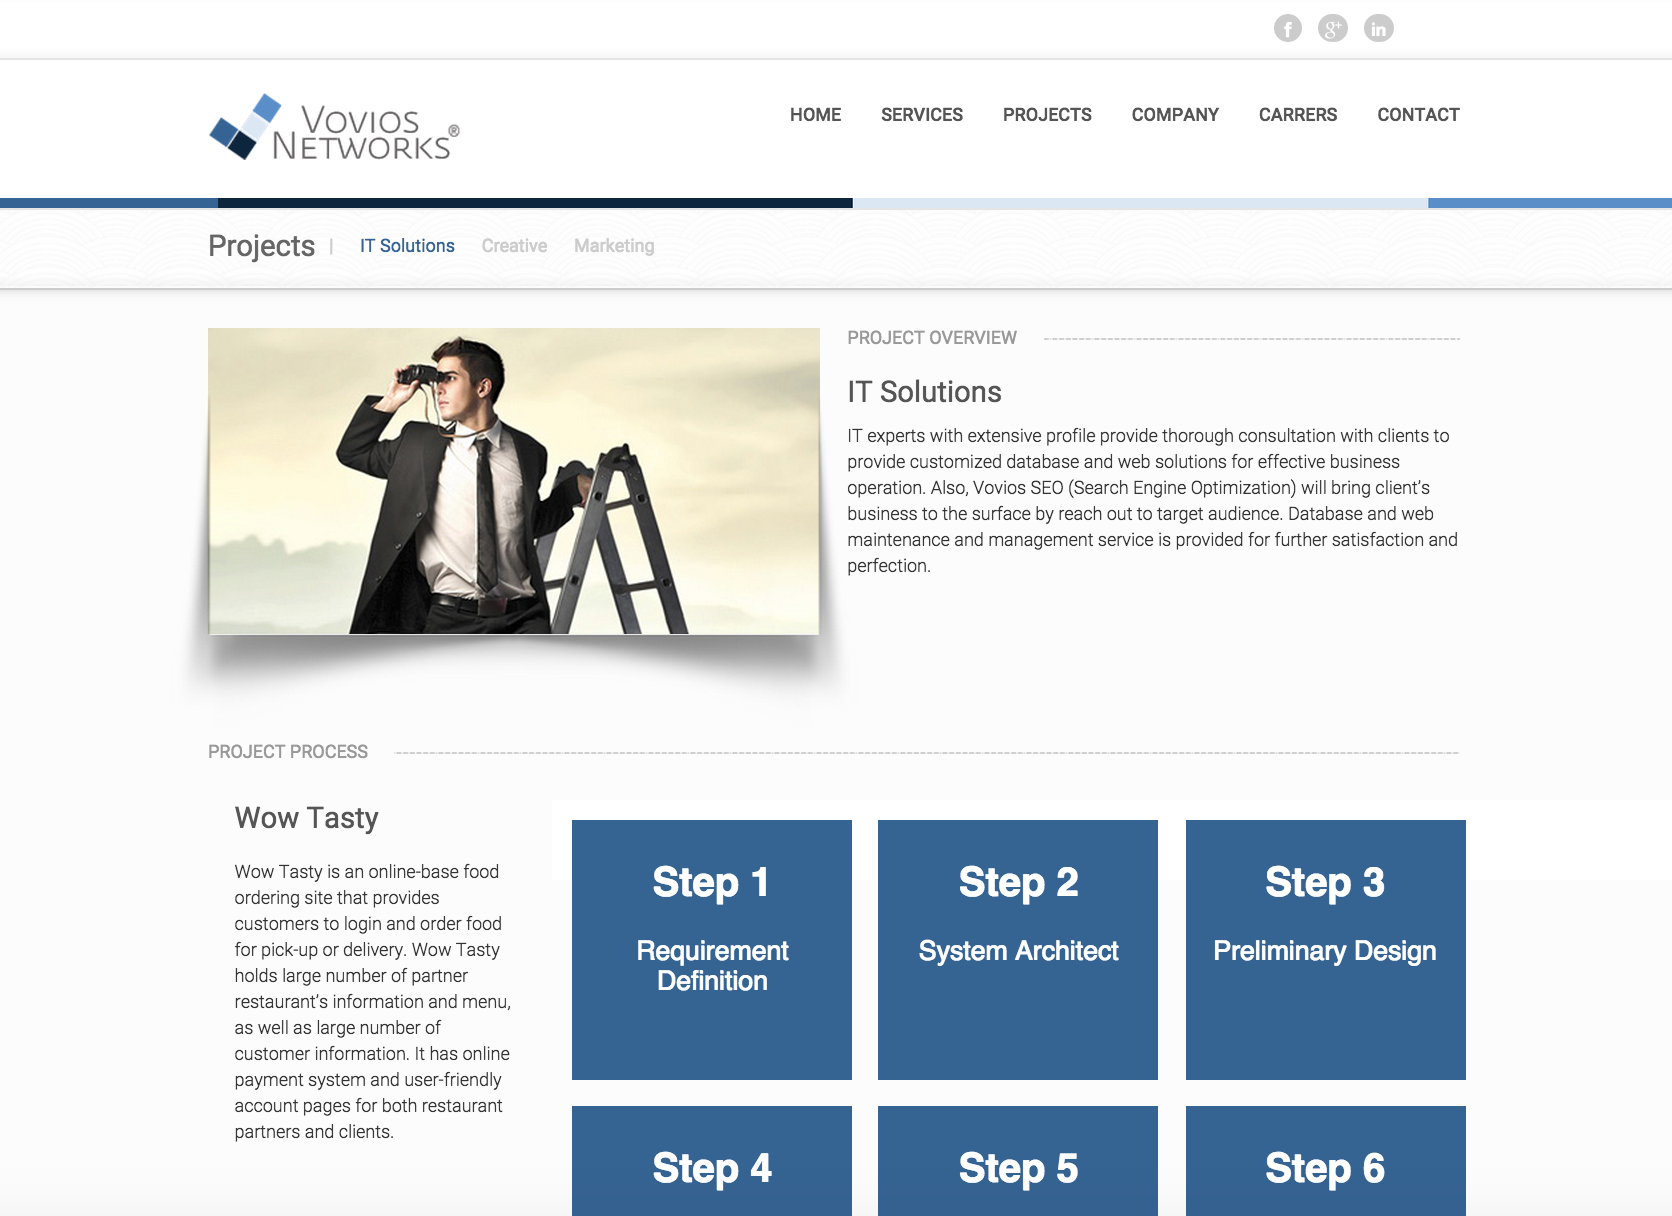 f g+ in
VOVIOS
NETWORKS®
HOME SERVICES PROJECTS COMPANY CARRERS CONTACT
Projects | IT Solutions Creative Marketing
PROJECT OVERVIEW
IT Solutions
IT experts with extensive profile provide thorough consultation with clients to
provide customized database and web solutions for effective business
operation. Also, Vovios SEO (Search Engine Optimization) will bring client's
business to the surface by reach out to target audience. Database and web
maintenance and management service is provided for further satisfaction and
perfection.
PROJECT PROCESS
Wow Tasty
Wow Tasty is an online-base food
ordering site that provides
customers to login and order food
for pick-up or delivery. Wow Tasty
holds large number of partner
restaurant's information and menu,
as well as large number of
customer information. It has online
payment system and user-friendly
account pages for both restaurant
partners and clients.
Step 1
Requirement
Definition
Step 2
System Architect
Step 3
Preliminary Design
Step 4
Step 5
Step 6